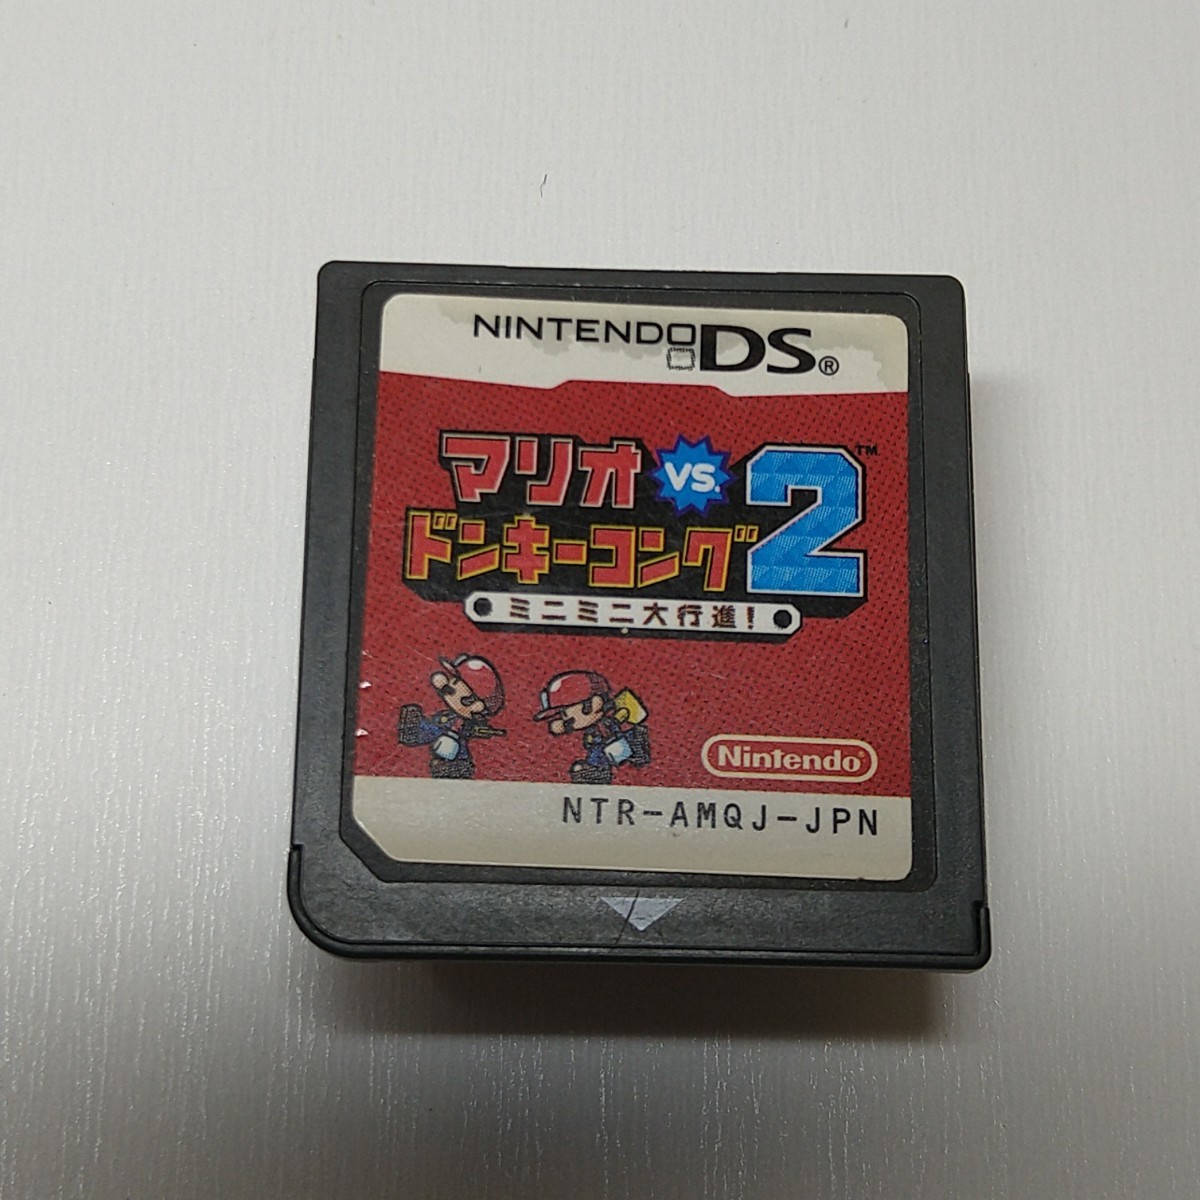 NINTENDO DS®
マリオ VS.
ドンキーコング 2™
ミニミニ大行進!
Nintendo®
NTR-AMQJ-JPN